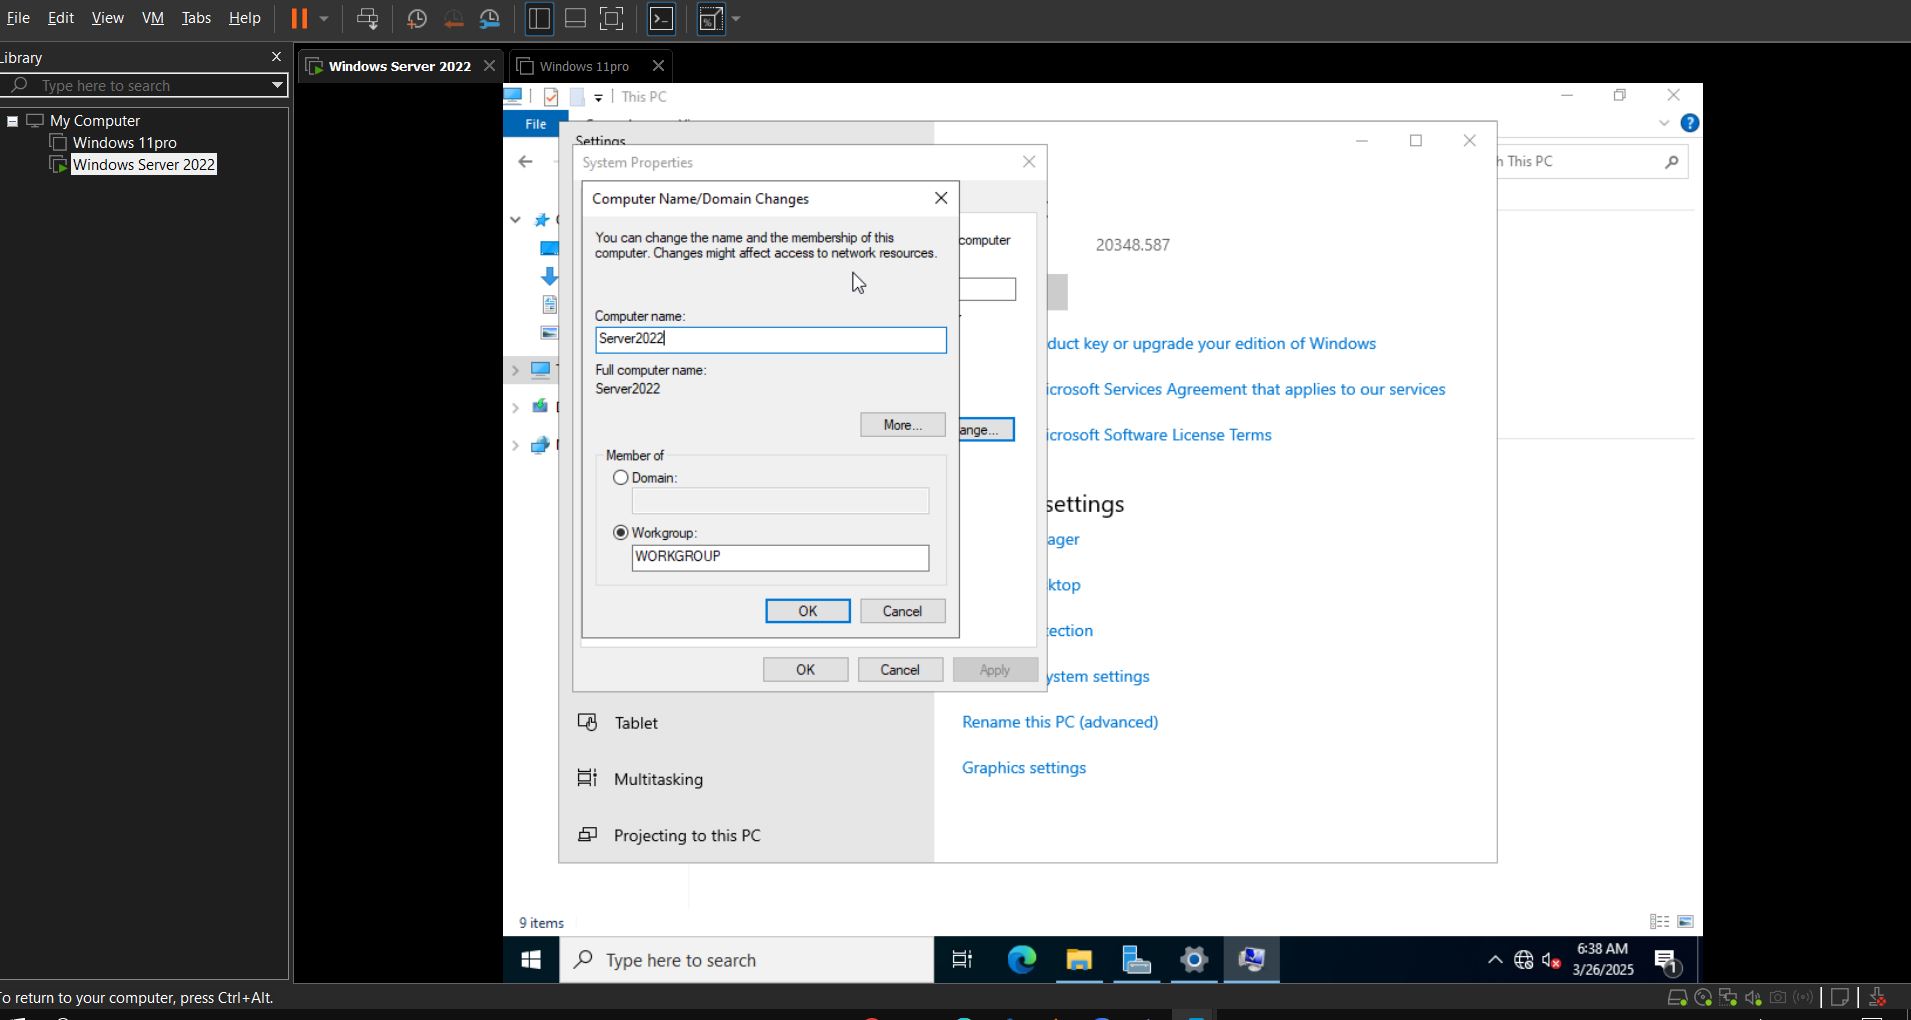 File Edit View VM Tabs Help
Library
Type here to search
My Computer
Windows 11pro
Windows Server 2022
Windows Server 2022
Windows 11pro
This PC
File
Settings
This PC
System Properties
Computer Name/Domain Changes
You can change the name and the membership of this
computer. Changes might affect access to network resources.
computer
20348.587
Computer name:
Server2022
Full computer name:
Server2022
More...
ange...
Member of
Domain:
Workgroup:
WORKGROUP
OK Cancel
OK Cancel Apply
duct key or upgrade your edition of Windows
icrosoft Services Agreement that applies to our services
icrosoft Software License Terms
settings
ager
ktop
tection
ystem settings
Rename this PC (advanced)
Graphics settings
Tablet
Multitasking
Projecting to this PC
9 items
Type here to search
6:38 AM
3/26/2025
1
To return to your computer, press Ctrl+Alt.